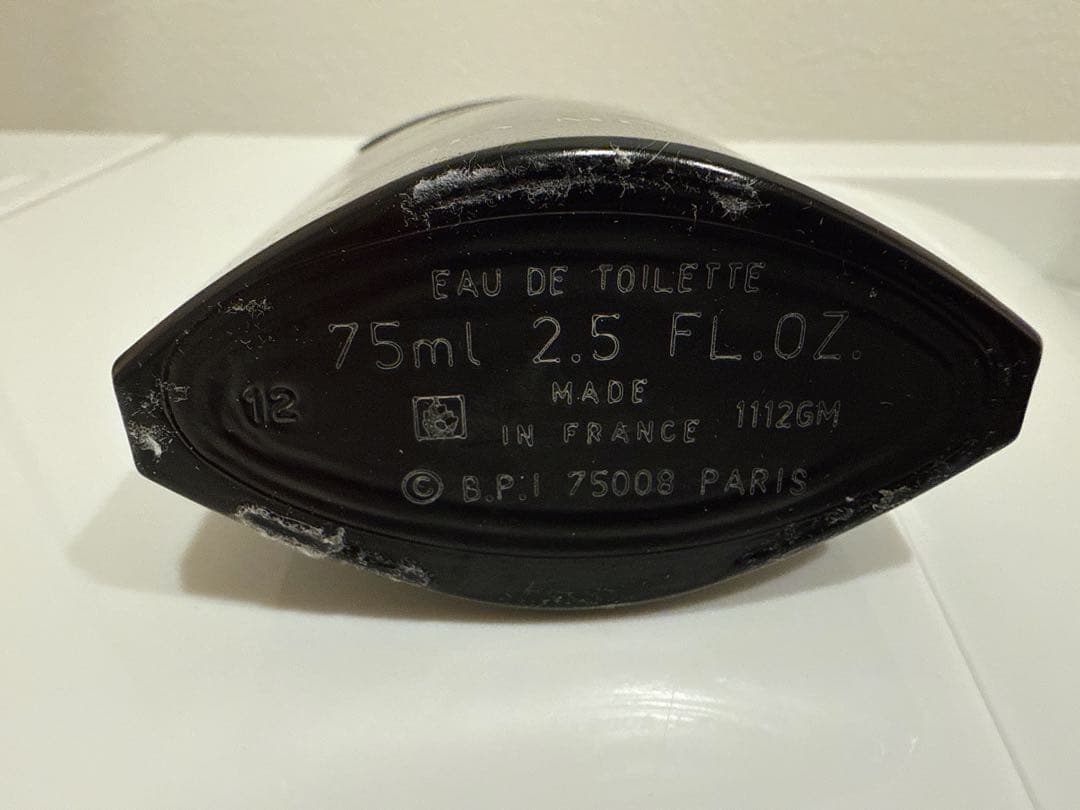 EAU DE TOILETTE
75ml 2.5 FL.OZ.
12
MADE
IN FRANCE
1112GM
© B.P.I 75008 PARIS